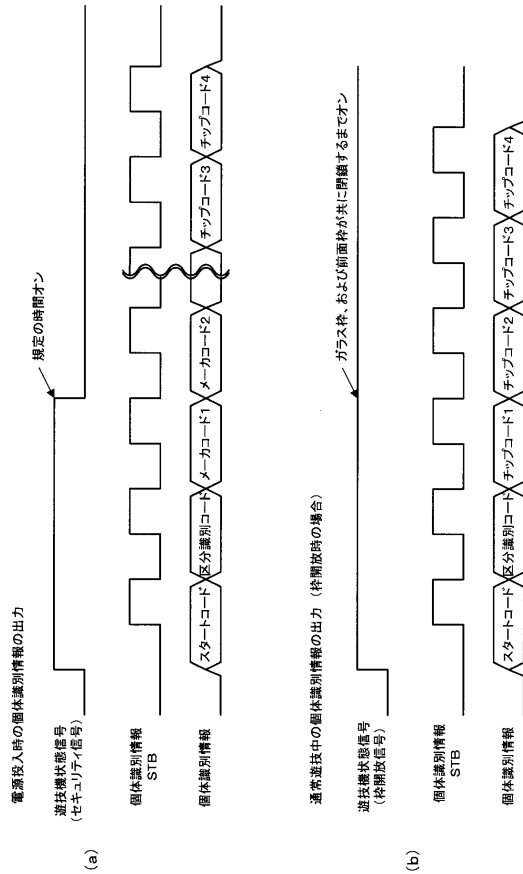 (a)
電源投入時の個体識別情報の出力
遊技機状態信号
(セキュリティ信号)
規定の時間オン
個体識別情報
STB
個体識別情報
スタートコード
区分識別コード
メーカコード1
メーカコード2
チップコード3
チップコード4
(b)
通常遊技中の個体識別情報の出力（枠開放時の場合）
遊技機状態信号
(枠開放信号)
ガラス枠、および前面枠が共に閉鎖するまでオン
個体識別情報
STB
個体識別情報
スタートコード
区分識別コード
チップコード1
チップコード2
チップコード3
チップコード4